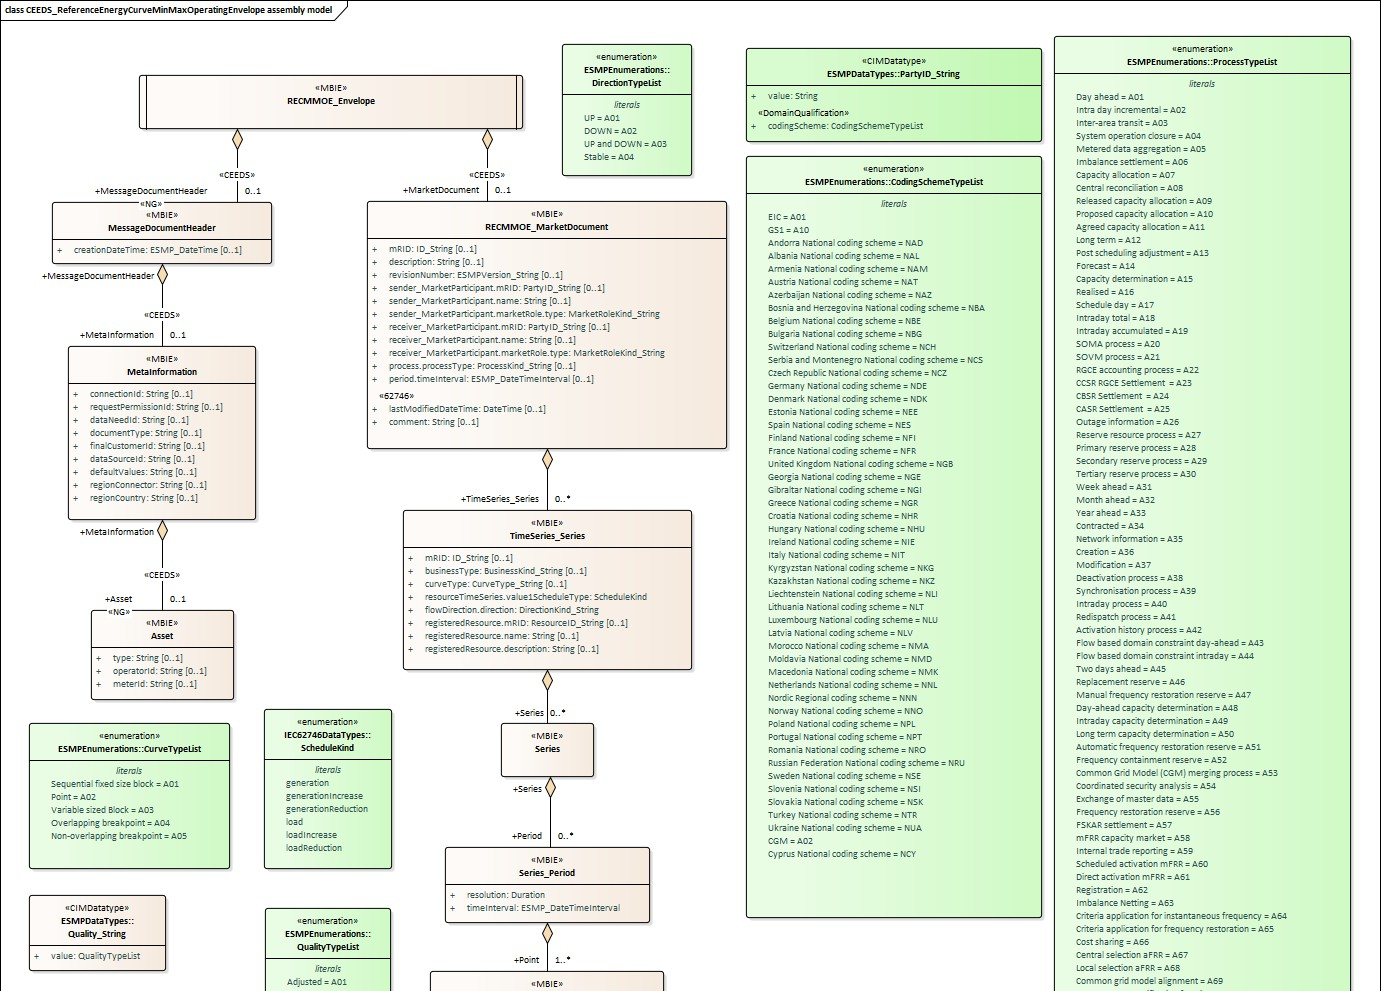 class CEEDS_ReferenceEnergyCurveMinMaxOperatingEnvelope assembly model
«MBIE»
RECMMOE_Envelope
«CEEDS»
+MessageDocumentHeader 0..1
«CEEDS»
+MarketDocument 0..1
«NG»
«MBIE»
MessageDocumentHeader
+ creationDateTime: ESMP_DateTime [0..1]
+MessageDocumentHeader
«CEEDS»
+MetaInformation 0..1
«MBIE»
MetaInformation
+ connectionId: String [0..1]
+ requestPermissionId: String [0..1]
+ dataNeedId: String [0..1]
+ documentType: String [0..1]
+ finalCustomerId: String [0..1]
+ dataSourceId: String [0..1]
+ defaultValues: String [0..1]
+ regionConnector: String [0..1]
+ regionCountry: String [0..1]
+MetaInformation
«CEEDS»
+Asset 0..1
«NG»
«MBIE»
Asset
+ type: String [0..1]
+ operatorId: String [0..1]
+ meterId: String [0..1]
«enumeration»
ESMPEnumerations::CurveTypeList
literals
Sequential fixed size block = A01
Point = A02
Variable sized Block = A03
Overlapping breakpoint = A04
Non-overlapping breakpoint = A05
«CIMDatatype»
ESMPDataTypes::
Quality_String
+ value: QualityTypeList
«enumeration»
IEC62746DataTypes::
ScheduleKind
literals
generation
generationIncrease
generationReduction
load
loadIncrease
loadReduction
«enumeration»
ESMPEnumerations::
QualityTypeList
literals
Adjusted = A01
«MBIE»
RECMMOE_MarketDocument
+ mRID: ID_String [0..1]
+ description: String [0..1]
+ revisionNumber: ESMPVersion_String [0..1]
+ sender_MarketParticipant.mRID: PartyID_String [0..1]
+ sender_MarketParticipant.name: String [0..1]
+ sender_MarketParticipant.marketRole.type: MarketRoleKind_String
+ receiver_MarketParticipant.mRID: PartyID_String [0..1]
+ receiver_MarketParticipant.name: String [0..1]
+ receiver_MarketParticipant.marketRole.type: MarketRoleKind_String
+ process.processType: ProcessKind_String [0..1]
+ period.timeInterval: ESMP_DateTimeInterval [0..1]
«62746»
+ lastModifiedDateTime: DateTime [0..1]
+ comment: String [0..1]
+TimeSeries_Series 0..*
«MBIE»
TimeSeries_Series
+ mRID: ID_String [0..1]
+ businessType: BusinessKind_String [0..1]
+ curveType: CurveType_String [0..1]
+ resourceTimeSeries.value1ScheduleType: ScheduleKind
+ flowDirection.direction: DirectionKind_String
+ registeredResource.mRID: ResourceID_String [0..1]
+ registeredResource.name: String [0..1]
+ registeredResource.description: String [0..1]
+Series 0..*
«MBIE»
Series
+Series
+Period 0..*
«MBIE»
Series_Period
+ resolution: Duration
+ timeInterval: ESMP_DateTimeInterval
+Point 1..*
«MBIE»
«enumeration»
ESMPEnumerations::
DirectionTypeList
literals
UP = A01
DOWN = A02
UP and DOWN = A03
Stable = A04
«CIMDatatype»
ESMPDataTypes::PartyID_String
+ value: String
«DomainQualification»
+ codingScheme: CodingSchemeTypeList
«enumeration»
ESMPEnumerations::CodingSchemeTypeList
literals
EIC = A01
GS1 = A10
Andorra National coding scheme = NAD
Albania National coding scheme = NAL
Armenia National coding scheme = NAM
Austria National coding scheme = NAT
Azerbaijan National coding scheme = NAZ
Bosnia and Herzegovina National coding scheme = NBA
Belgium National coding scheme = NBE
Bulgaria National coding scheme = NBG
Switzerland National coding scheme = NCH
Serbia and Montenegro National coding scheme = NCS
Czech Republic National coding scheme = NCZ
Germany National coding scheme = NDE
Denmark National coding scheme = NDK
Estonia National coding scheme = NEE
Spain National coding scheme = NES
Finland National coding scheme = NFI
France National coding scheme = NFR
United Kingdom National coding scheme = NGB
Georgia National coding scheme = NGE
Gibraltar National coding scheme = NGI
Greece National coding scheme = NGR
Croatia National coding scheme = NHR
Hungary National coding scheme = NHU
Ireland National coding scheme = NIE
Italy National coding scheme = NIT
Kyrgyzstan National coding scheme = NKG
Kazakhstan National coding scheme = NKZ
Liechtenstein National coding scheme = NLI
Lithuania National coding scheme = NLT
Luxembourg National coding scheme = NLU
Latvia National coding scheme = NLV
Morocco National coding scheme = NMA
Moldavia National coding scheme = NMD
Macedonia National coding scheme = NMK
Netherlands National coding scheme = NNL
Nordic Regional coding scheme = NNN
Norway National coding scheme = NNO
Poland National coding scheme = NPL
Portugal National coding scheme = NPT
Romania National coding scheme = NRO
Russian Federation National coding scheme = NRU
Sweden National coding scheme = NSE
Slovenia National coding scheme = NSI
Slovakia National coding scheme = NSK
Turkey National coding scheme = NTR
Ukraine National coding scheme = NUA
CGM = A02
Cyprus National coding scheme = NCY
«enumeration»
ESMPEnumerations::ProcessTypeList
literals
Day ahead = A01
Intra day incremental = A02
Inter-area transit = A03
System operation closure = A04
Metered data aggregation = A05
Imbalance settlement = A06
Capacity allocation = A07
Central reconciliation = A08
Released capacity allocation = A09
Proposed capacity allocation = A10
Agreed capacity allocation = A11
Long term = A12
Post scheduling adjustment = A13
Forecast = A14
Capacity determination = A15
Realised = A16
Schedule day = A17
Intraday total = A18
Intraday accumulated = A19
SOMA process = A20
SOVM process = A21
RGCE accounting process = A22
CCSR RGCE Settlement = A23
CBSR Settlement = A24
CASR Settlement = A25
Outage information = A26
Reserve resource process = A27
Primary reserve process = A28
Secondary reserve process = A29
Tertiary reserve process = A30
Week ahead = A31
Month ahead = A32
Year ahead = A33
Contracted = A34
Network information = A35
Creation = A36
Modification = A37
Deactivation process = A38
Synchronisation process = A39
Intraday process = A40
Redispatch process = A41
Activation history process = A42
Flow based domain constraint day-ahead = A43
Flow based domain constraint intraday = A44
Two days ahead = A45
Replacement reserve = A46
Manual frequency restoration reserve = A47
Day-ahead capacity determination = A48
Intraday capacity determination = A49
Long term capacity determination = A50
Automatic frequency restoration reserve = A51
Frequency containment reserve = A52
Common Grid Model (CGM) merging process = A53
Coordinated security analysis = A54
Exchange of master data = A55
Frequency restoration reserve = A56
FSKAR settlement = A57
mFRR capacity market = A58
Internal trade reporting = A59
Scheduled activation mFRR = A60
Direct activation mFRR = A61
Registration = A62
Imbalance Netting = A63
Criteria application for instantaneous frequency = A64
Criteria application for frequency restoration = A65
Cost sharing = A66
Central selection aFRR = A67
Local selection aFRR = A68
Common grid model alignment = A69